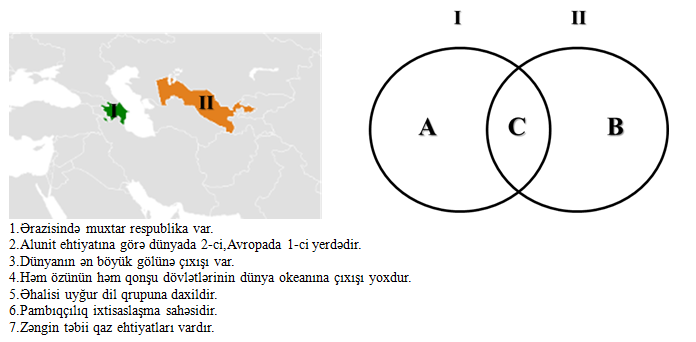 I II
I II
A C B
1.Ərazisində muxtar respublika var.
2.Alunit ehtiyatına görə dünyada 2-ci,Avropada 1-ci yerdədir.
3.Dünyanın ən böyük gölünə çıxışı var.
4.Həm özünün həm qonşu dövlətlərinin dünya okeanına çıxışı yoxdur.
5.Əhalisi uyğur dil qrupuna daxildir.
6.Pambıqçılıq ixtisaslaşma sahəsidir.
7.Zəngin təbii qaz ehtiyatları vardır.